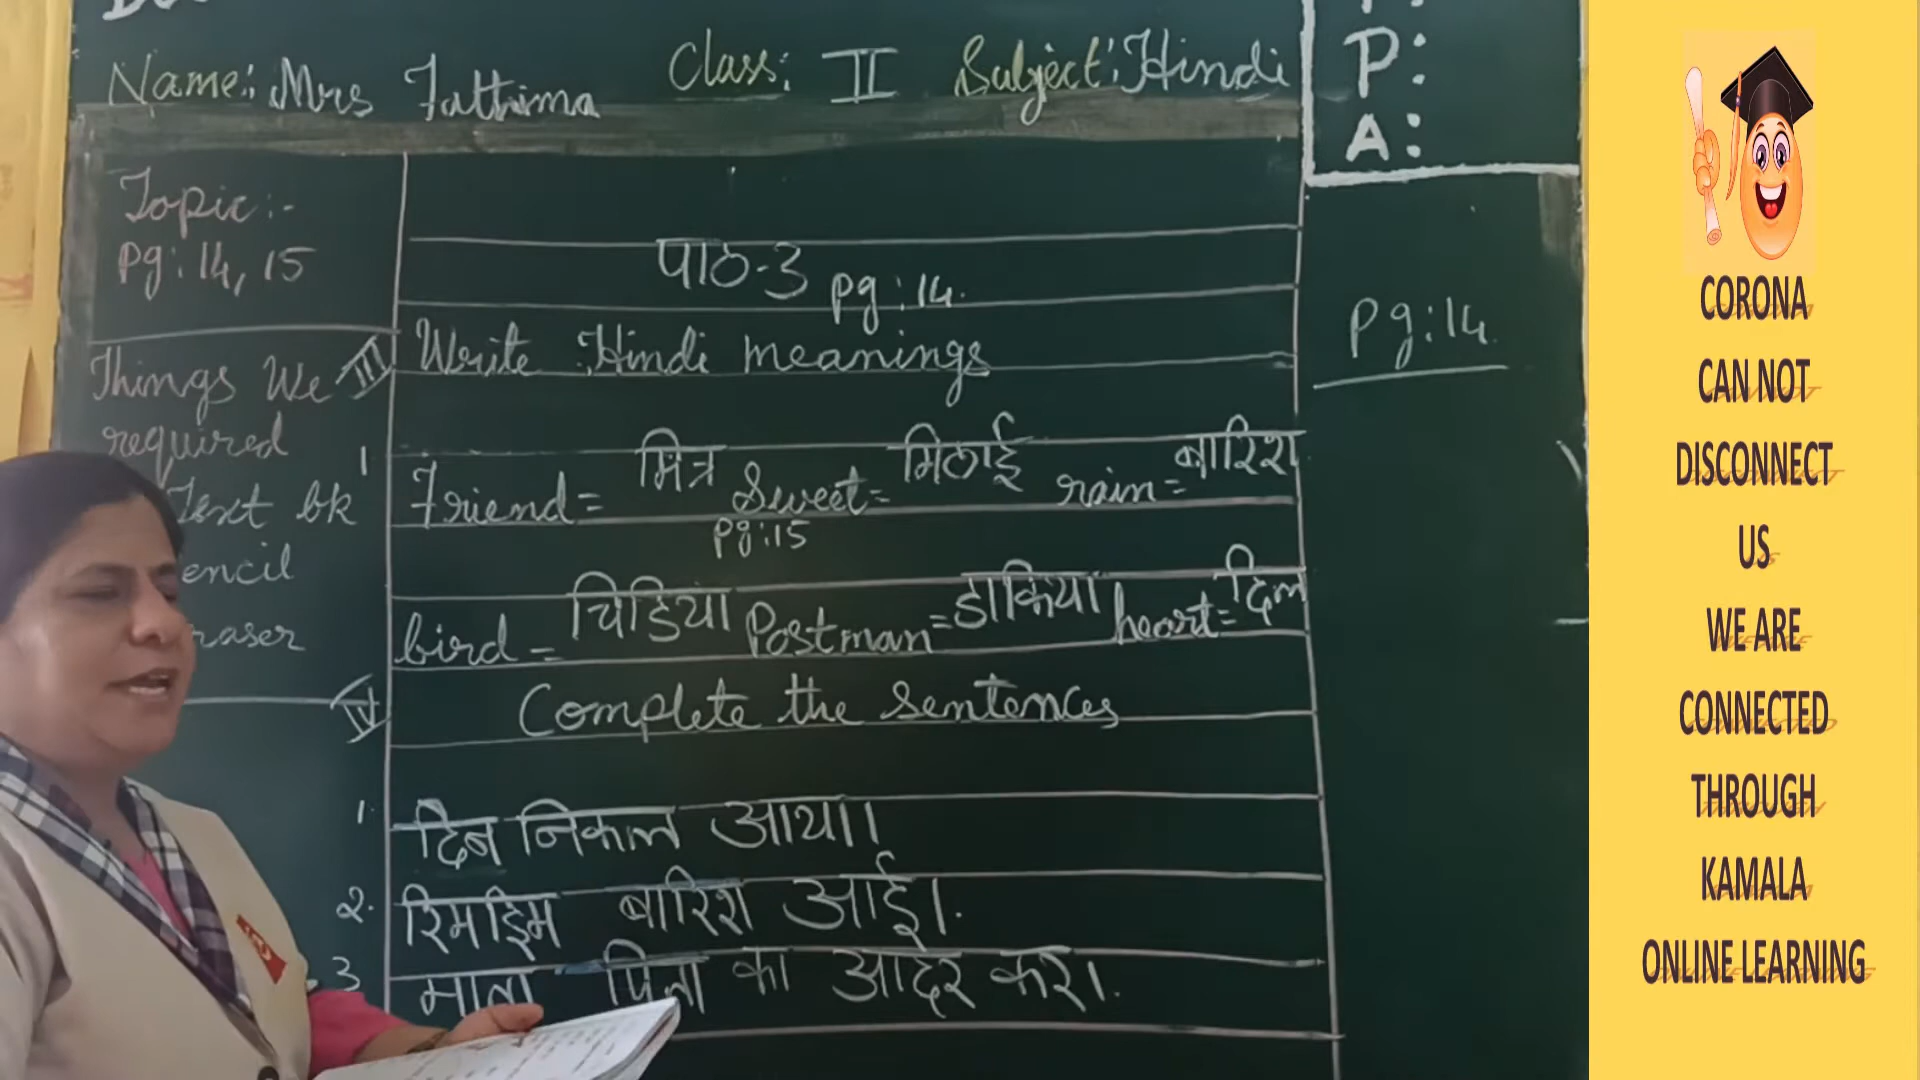 Name: Mrs Fathima Class: II Subject: Hindi
P:
A:
Topic:-
pg: 14, 15
Things We
required
Text bk
encil
raser
पाठ-3 pg: 14.
III Write Hindi meanings
1 Friend = मित्र Sweet = मिठाई rain = बारिश
pg: 15
bird = चिडिया Postman = डाकिया heart = दिल
IV Complete the sentences
1. दिन निकल आया।
२. रिमझिम बारिश आई।
3 माता पिता का आदर करे।
pg: 14
CORONA
CAN NOT
DISCONNECT
US
WE ARE
CONNECTED
THROUGH
KAMALA
ONLINE LEARNING